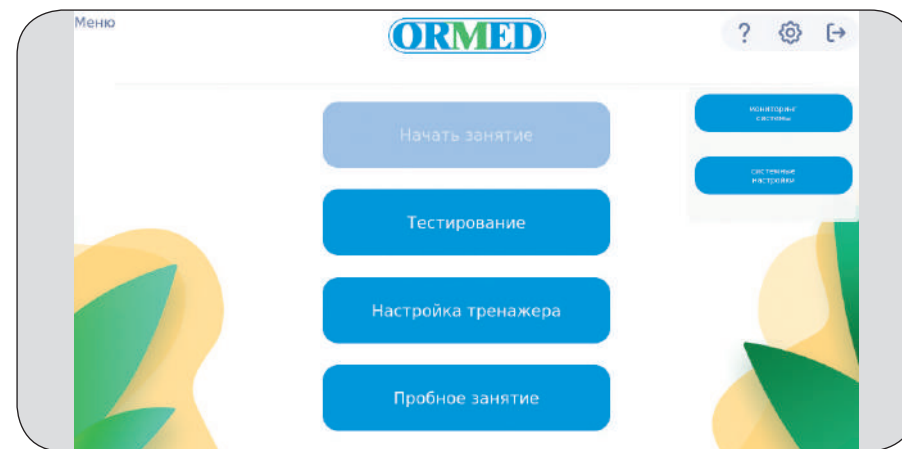 Меню
ORMED
?
Начать занятие
мониторинг
системы
системные
настройки
Тестирование
Настройка тренажера
Пробное занятие